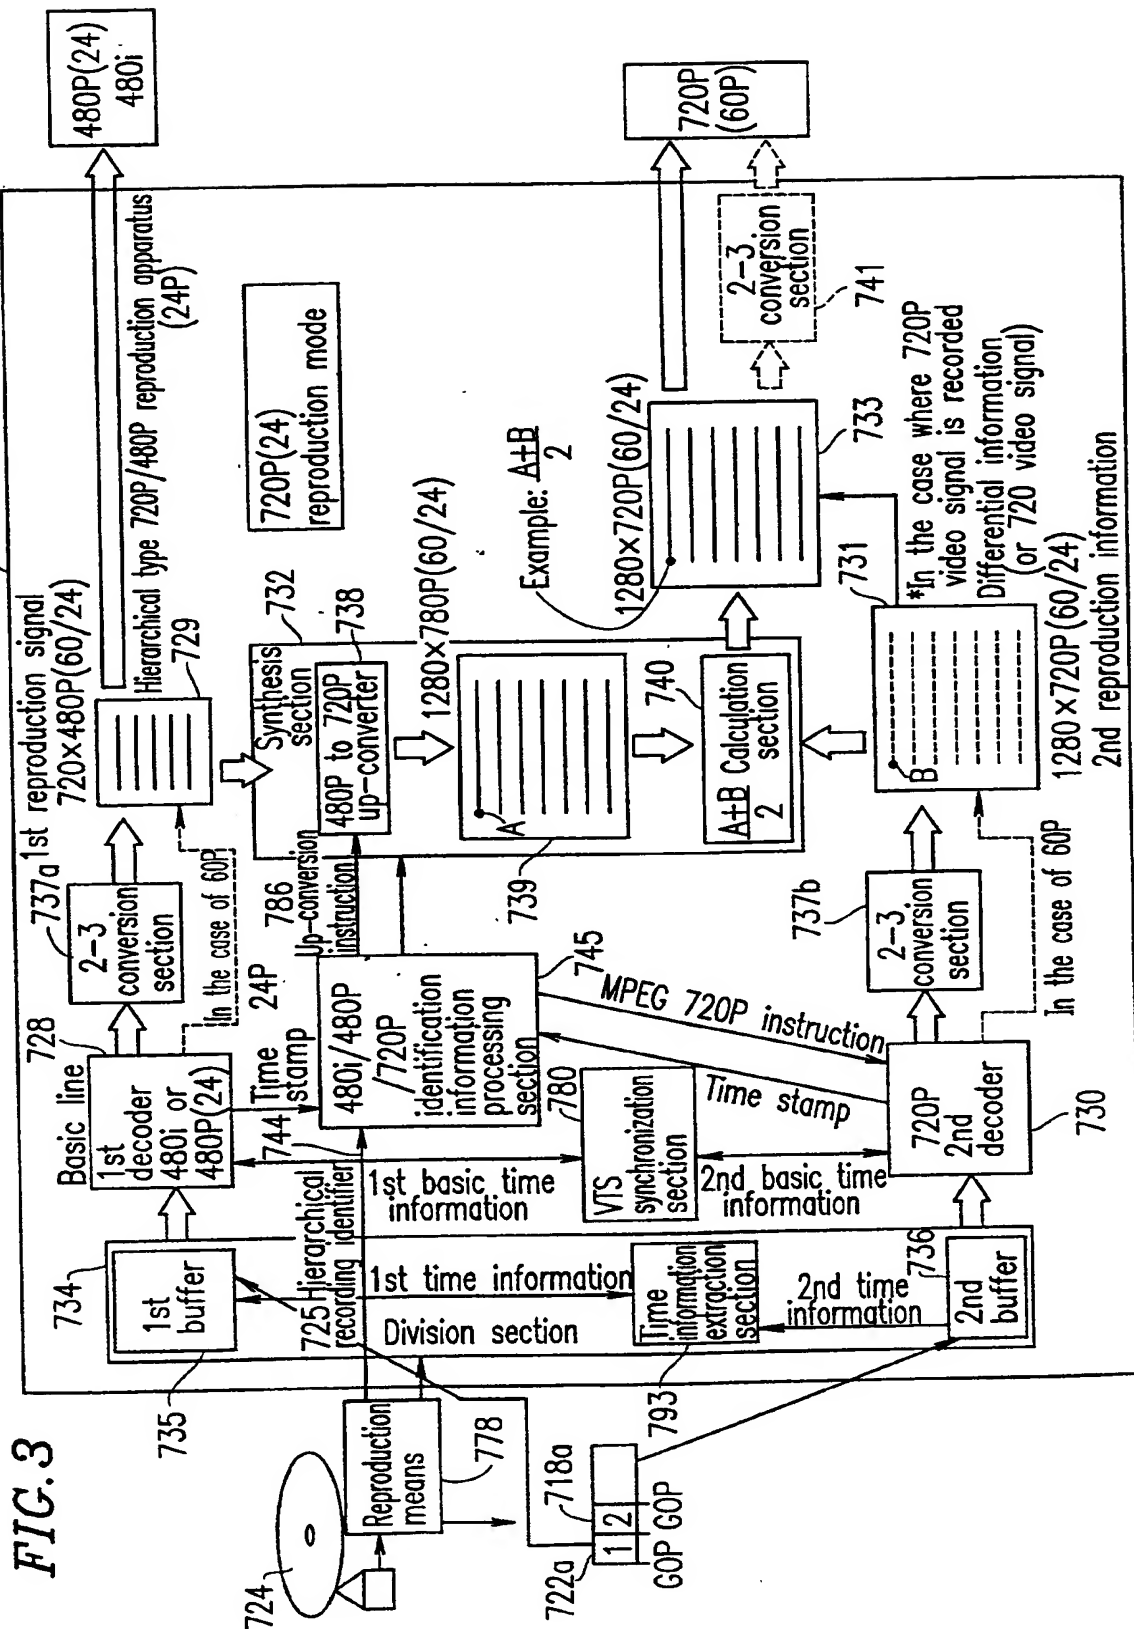 FIG.3
724
Reproduction
means
778
722a
1
2
718a
GOP GOP
734
735
1st
buffer
725 Hierarchical
recording identifier
Division section
1st time information
Time
information
extraction
section
793
2nd time
information
736
2nd
buffer
Basic line
728
1st
decoder
480i or
480P(24)
Time
stamp
24P
744
1st basic time
information
VTS
synchronization
section
780
2nd basic time
information
480i/480P
/720P
identification
information
processing
section
745
MPEG 720P instruction
Time stamp
720P
2nd
decoder
730
737a
2-3
conversion
section
In the case of 60P
786
Up-conversion
instruction
737b
2-3
conversion
section
In the case of 60P
1st reproduction signal
720×480P(60/24)
729
Synthesis
section
732
480P to 720P
up-converter
738
1280×780P(60/24)
A
739
740
A+B
2
Calculation
section
B
731
1280×720P(60/24)
2nd reproduction information
*In the case where 720P
video signal is recorded
Differential information
(or 720 video signal)
Hierarchical type 720P/480P reproduction apparatus
(24P)
720P(24)
reproduction mode
Example: A+B
2
1280×720P(60/24)
733
2-3
conversion
section
741
480P(24)
480i
720P
(60P)